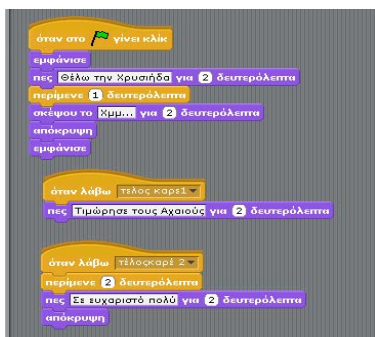 όταν στο γίνει κλικ
εμφάνισε
πες Θέλω την Χρυσηίδα για 2 δευτερόλεπτα
περίμενε 1 δευτερόλεπτα
σκέψου το Χμμ... για 2 δευτερόλεπτα
απόκρυψη
εμφάνισε
όταν λάβω τέλος καρε1
πες Τιμώρησε τους Αχαιούς για 2 δευτερόλεπτα
όταν λάβω τέλοςκαρέ 2
περίμενε 2 δευτερόλεπτα
πες Σε ευχαριστό πολύ για 2 δευτερόλεπτα
απόκρυψη